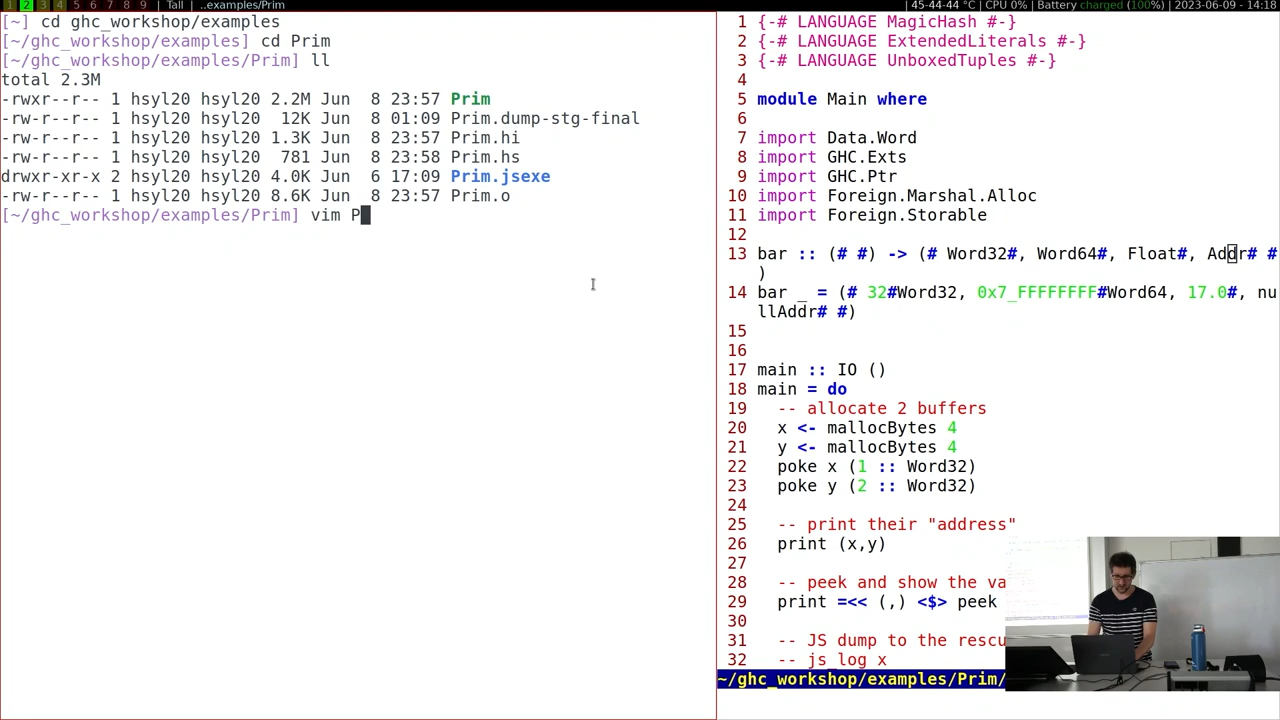 1 2 3 4 5 6 7 8 9 | Tall | ..examples/Prim | 45-44-44 °C | CPU 0% | Battery charged (100%) | 2023-06-09 - 14:18
[~] cd ghc_workshop/examples
[~/ghc_workshop/examples] cd Prim
[~/ghc_workshop/examples/Prim] ll
total 2.3M
-rwxr--r-- 1 hsyl20 hsyl20 2.2M Jun  8 23:57 Prim
-rw-r--r-- 1 hsyl20 hsyl20  12K Jun  8 01:09 Prim.dump-stg-final
-rw-r--r-- 1 hsyl20 hsyl20 1.3K Jun  8 23:57 Prim.hi
-rw-r--r-- 1 hsyl20 hsyl20  781 Jun  8 23:58 Prim.hs
drwxr-xr-x 2 hsyl20 hsyl20 4.0K Jun  6 17:09 Prim.jsexe
-rw-r--r-- 1 hsyl20 hsyl20 8.6K Jun  8 23:57 Prim.o
[~/ghc_workshop/examples/Prim] vim P
1 {-# LANGUAGE MagicHash #-}
2 {-# LANGUAGE ExtendedLiterals #-}
3 {-# LANGUAGE UnboxedTuples #-}
4
5 module Main where
6
7 import Data.Word
8 import GHC.Exts
9 import GHC.Ptr
10 import Foreign.Marshal.Alloc
11 import Foreign.Storable
12
13 bar :: (# #) -> (# Word32#, Word64#, Float#, Addr# #
)
14 bar _ = (# 32#Word32, 0x7_FFFFFFFF#Word64, 17.0#, nu
llAddr# #)
15
16
17 main :: IO ()
18 main = do
19   -- allocate 2 buffers
20   x <- mallocBytes 4
21   y <- mallocBytes 4
22   poke x (1 :: Word32)
23   poke y (2 :: Word32)
24
25   -- print their "address"
26   print (x,y)
27
28   -- peek and show the va
29   print =<< (,) <$> peek
30
31   -- JS dump to the rescu
32   -- js_log x
~/ghc_workshop/examples/Prim/